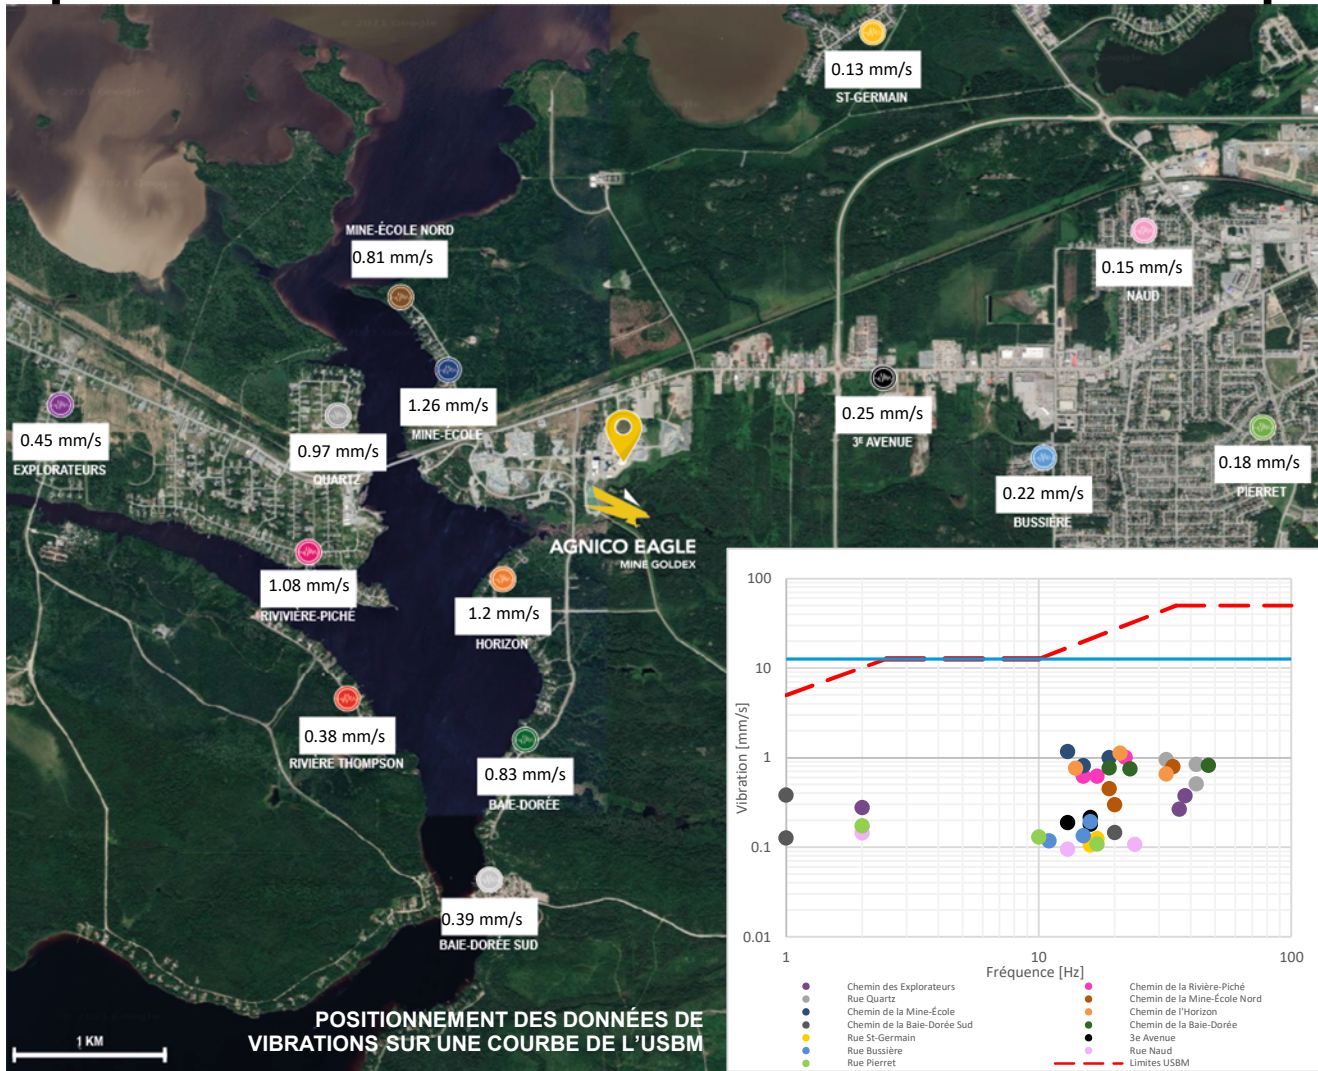 0.13 mm/s
ST-GERMAIN
MINE-ÉCOLE NORD
0.81 mm/s
0.15 mm/s
NAUD
1.26 mm/s
MINE-ÉCOLE
0.45 mm/s
EXPLORATEURS
0.97 mm/s
QUARTZ
0.25 mm/s
3E AVENUE
0.18 mm/s
PIERRET
0.22 mm/s
BUSSIÈRE
AGNICO EAGLE
MINE GOLDEX
1.08 mm/s
RIVIVIÈRE-PICHÉ
1.2 mm/s
HORIZON
0.38 mm/s
RIVIÈRE THOMPSON
0.83 mm/s
BAIE-DORÉE
0.39 mm/s
BAIE-DORÉE SUD
POSITIONNEMENT DES DONNÉES DE
VIBRATIONS SUR UNE COURBE DE L'USBM
1 KM
Vibration [mm/s]
100
10
1
0.1
0.01
1
10
100
Fréquence [Hz]
Chemin des Explorateurs
Chemin de la Rivière-Piché
Rue Quartz
Chemin de la Mine-École Nord
Chemin de la Mine-École
Chemin de l'Horizon
Chemin de la Baie-Dorée Sud
Chemin de la Baie-Dorée
Rue St-Germain
3e Avenue
Rue Bussière
Rue Naud
Rue Pierret
Limites USBM